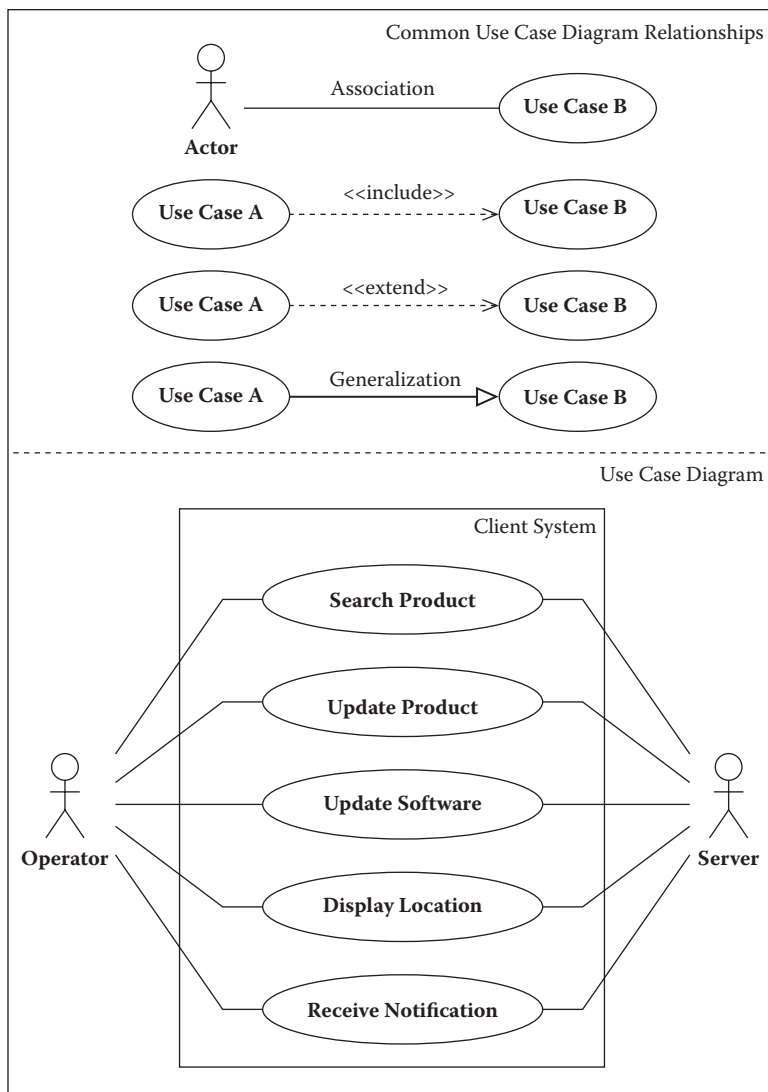 Common Use Case Diagram Relationships
Association
Use Case B
Actor
<<include>>
Use Case A
Use Case B
<<extend>>
Use Case A
Use Case B
Generalization
Use Case A
Use Case B
Use Case Diagram
Client System
Search Product
Update Product
Update Software
Operator
Server
Display Location
Receive Notification